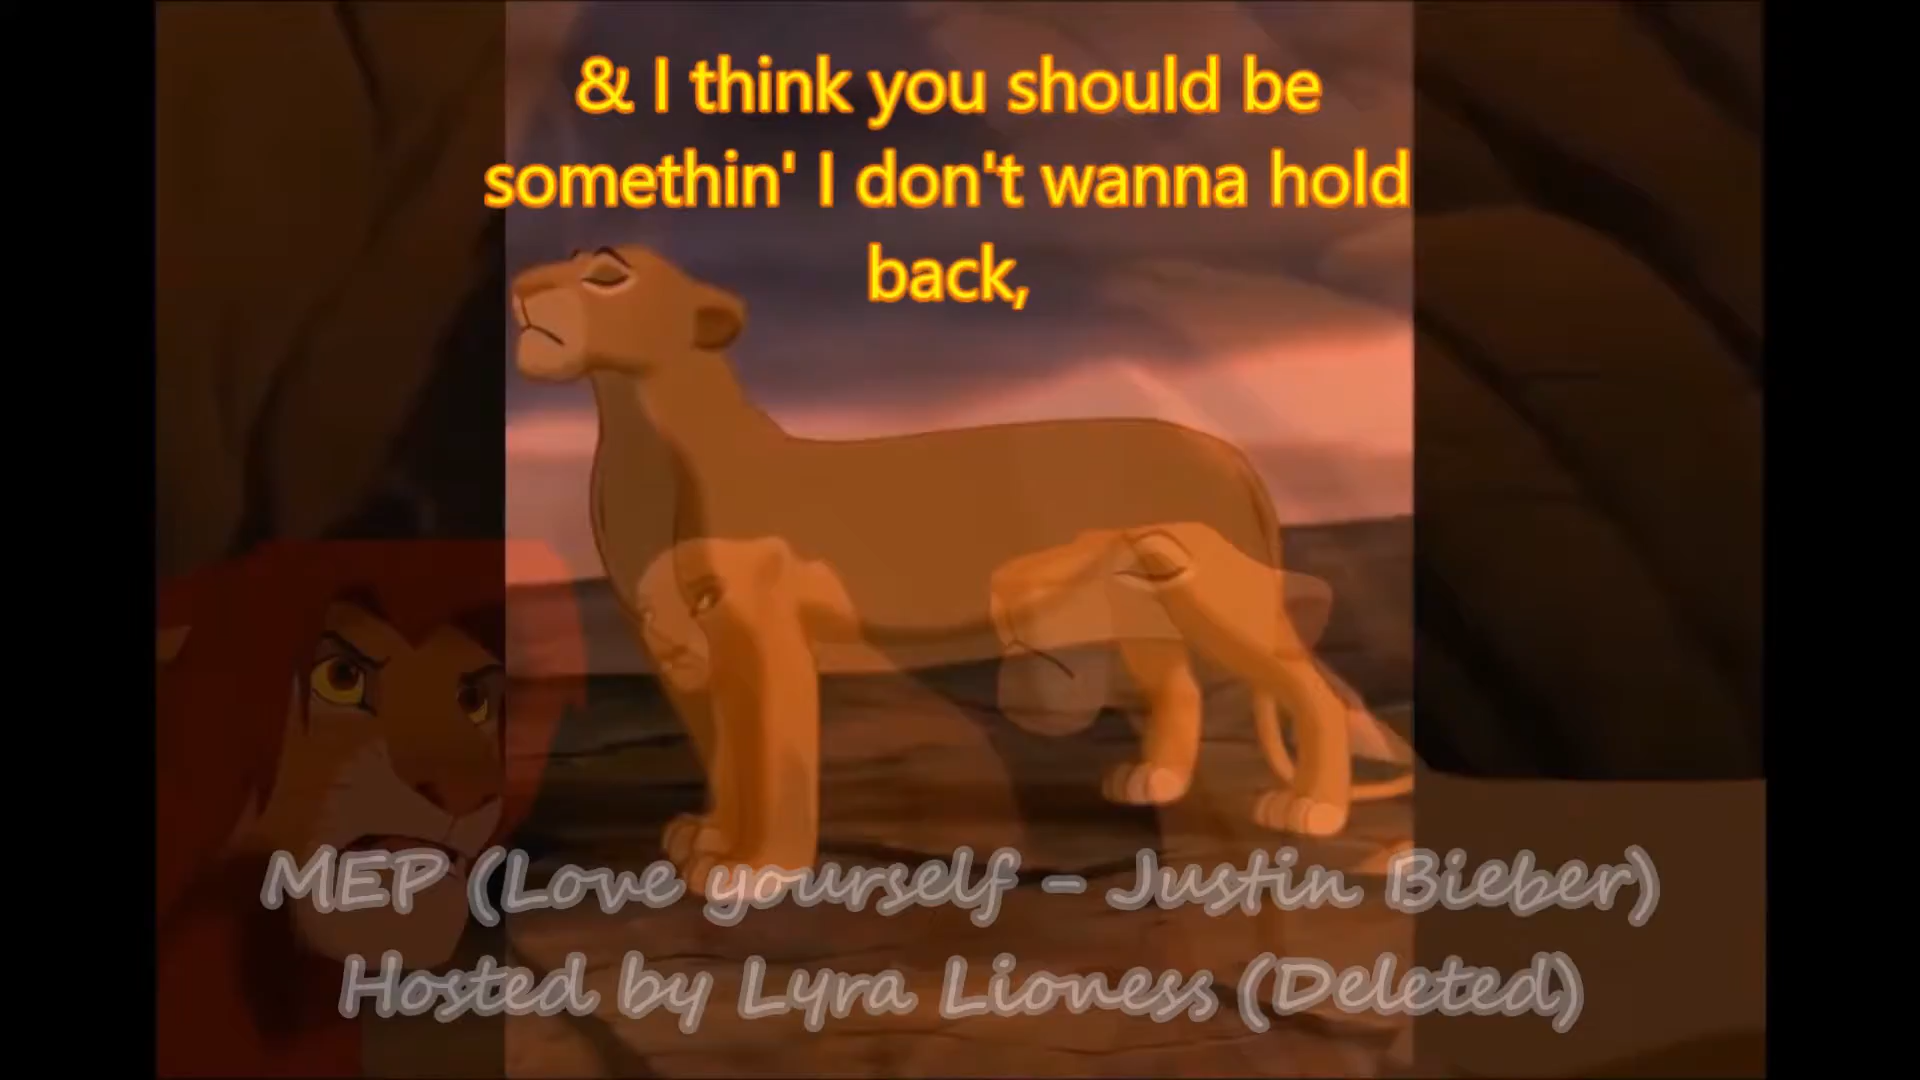 & I think you should be
somethin' I don't wanna hold
back,
MEP (Love yourself - Justin Bieber)
Hosted by Lyra Lioness (Deleted)